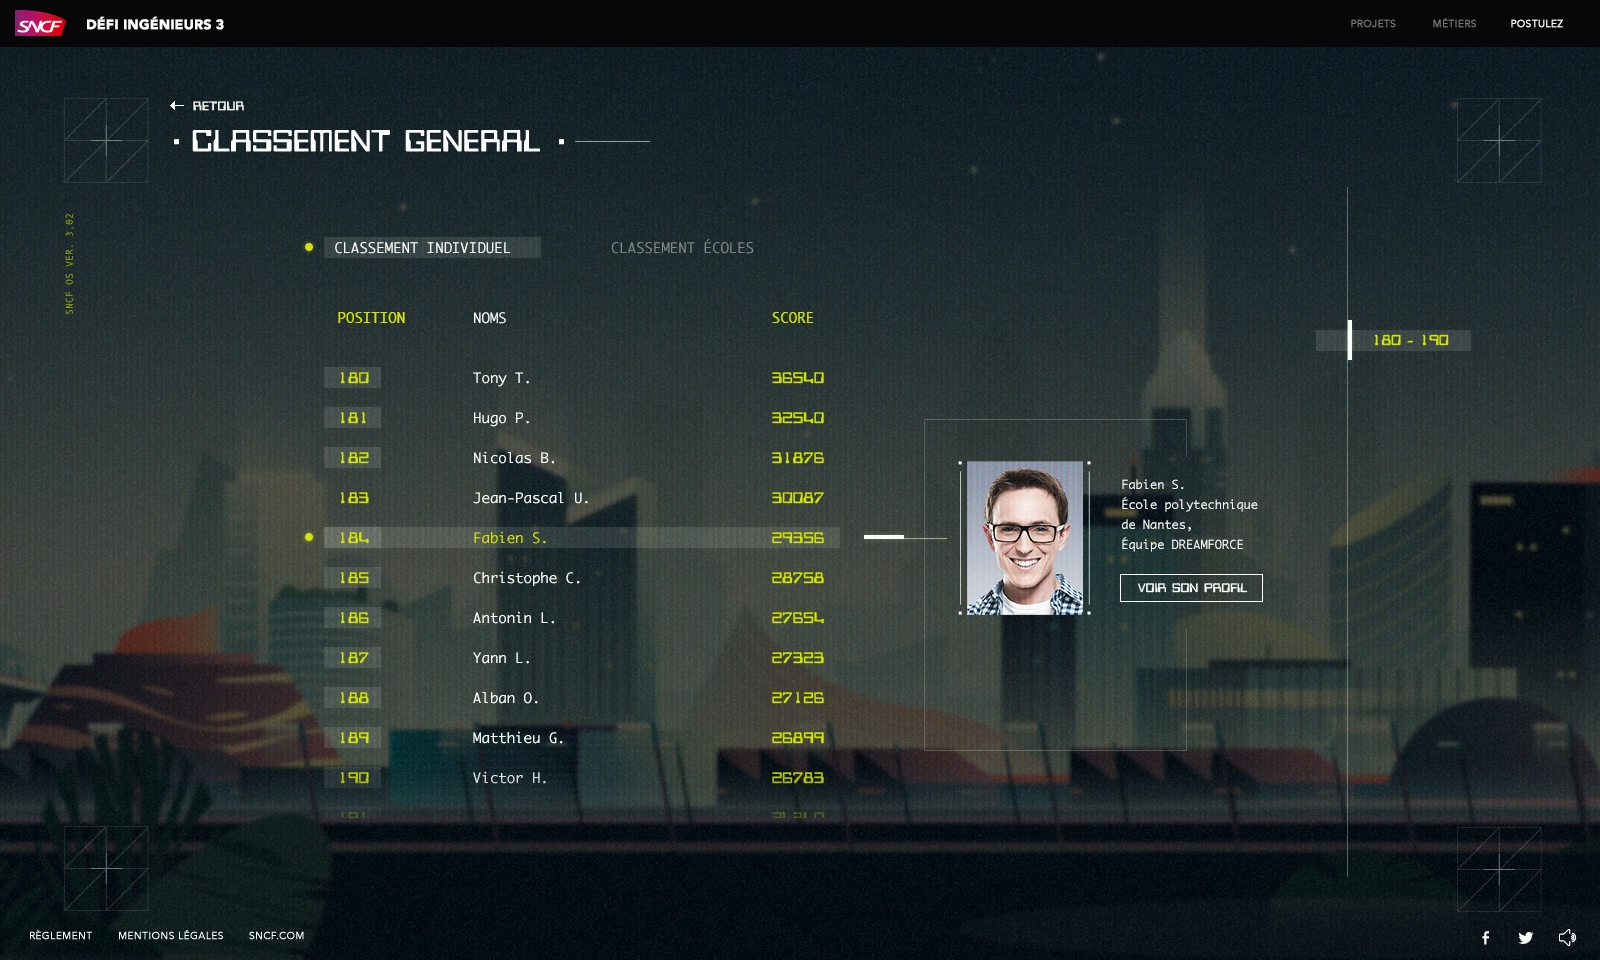 SNCF DÉFI INGÉNIEURS 3 PROJETS MÉTIERS POSTULEZ
RETOUR
CLASSEMENT GENERAL
SNCF OS VER. 3.02
CLASSEMENT INDIVIDUEL CLASSEMENT ÉCOLES
POSITION NOMS SCORE
180 - 190
180 Tony T. 36540
181 Hugo P. 32540
182 Nicolas B. 31876
183 Jean-Pascal U. 30087
184 Fabien S. 29356
185 Christophe C. 28758
186 Antonin L. 27654
187 Yann L. 27323
188 Alban O. 27126
189 Matthieu G. 26899
190 Victor H. 26783
Fabien S.
École polytechnique
de Nantes,
Équipe DREAMFORCE
VOIR SON PROFIL
RÈGLEMENT MENTIONS LÉGALES SNCF.COM